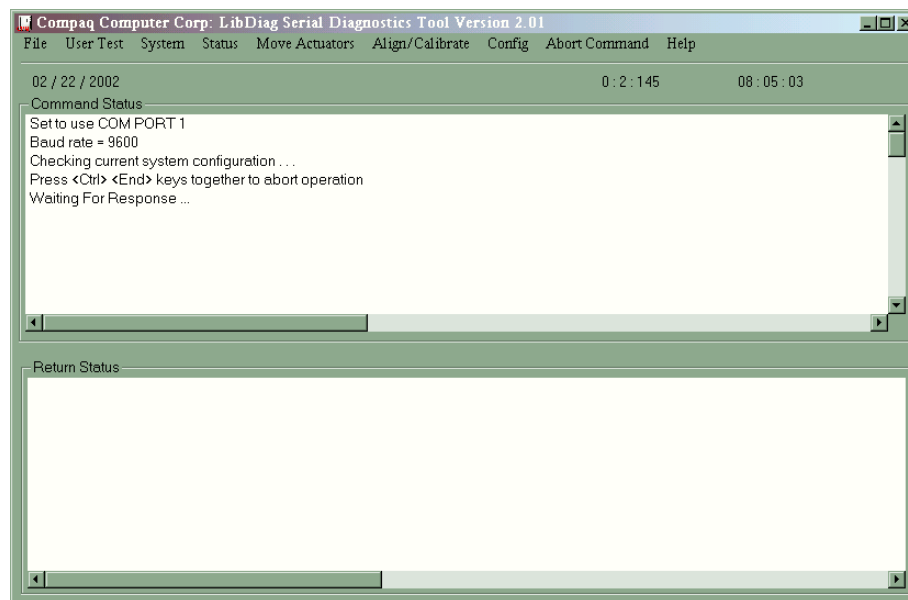 Compaq Computer Corp: LibDiag Serial Diagnostics Tool Version 2.01
File User Test System Status Move Actuators Align/Calibrate Config Abort Command Help
02 / 22 / 2002 0 : 2 : 145 08 : 05 : 03
Command Status
Set to use COM PORT 1
Baud rate = 9600
Checking current system configuration . . .
Press <Ctrl> <End> keys together to abort operation
Waiting For Response ...
Return Status